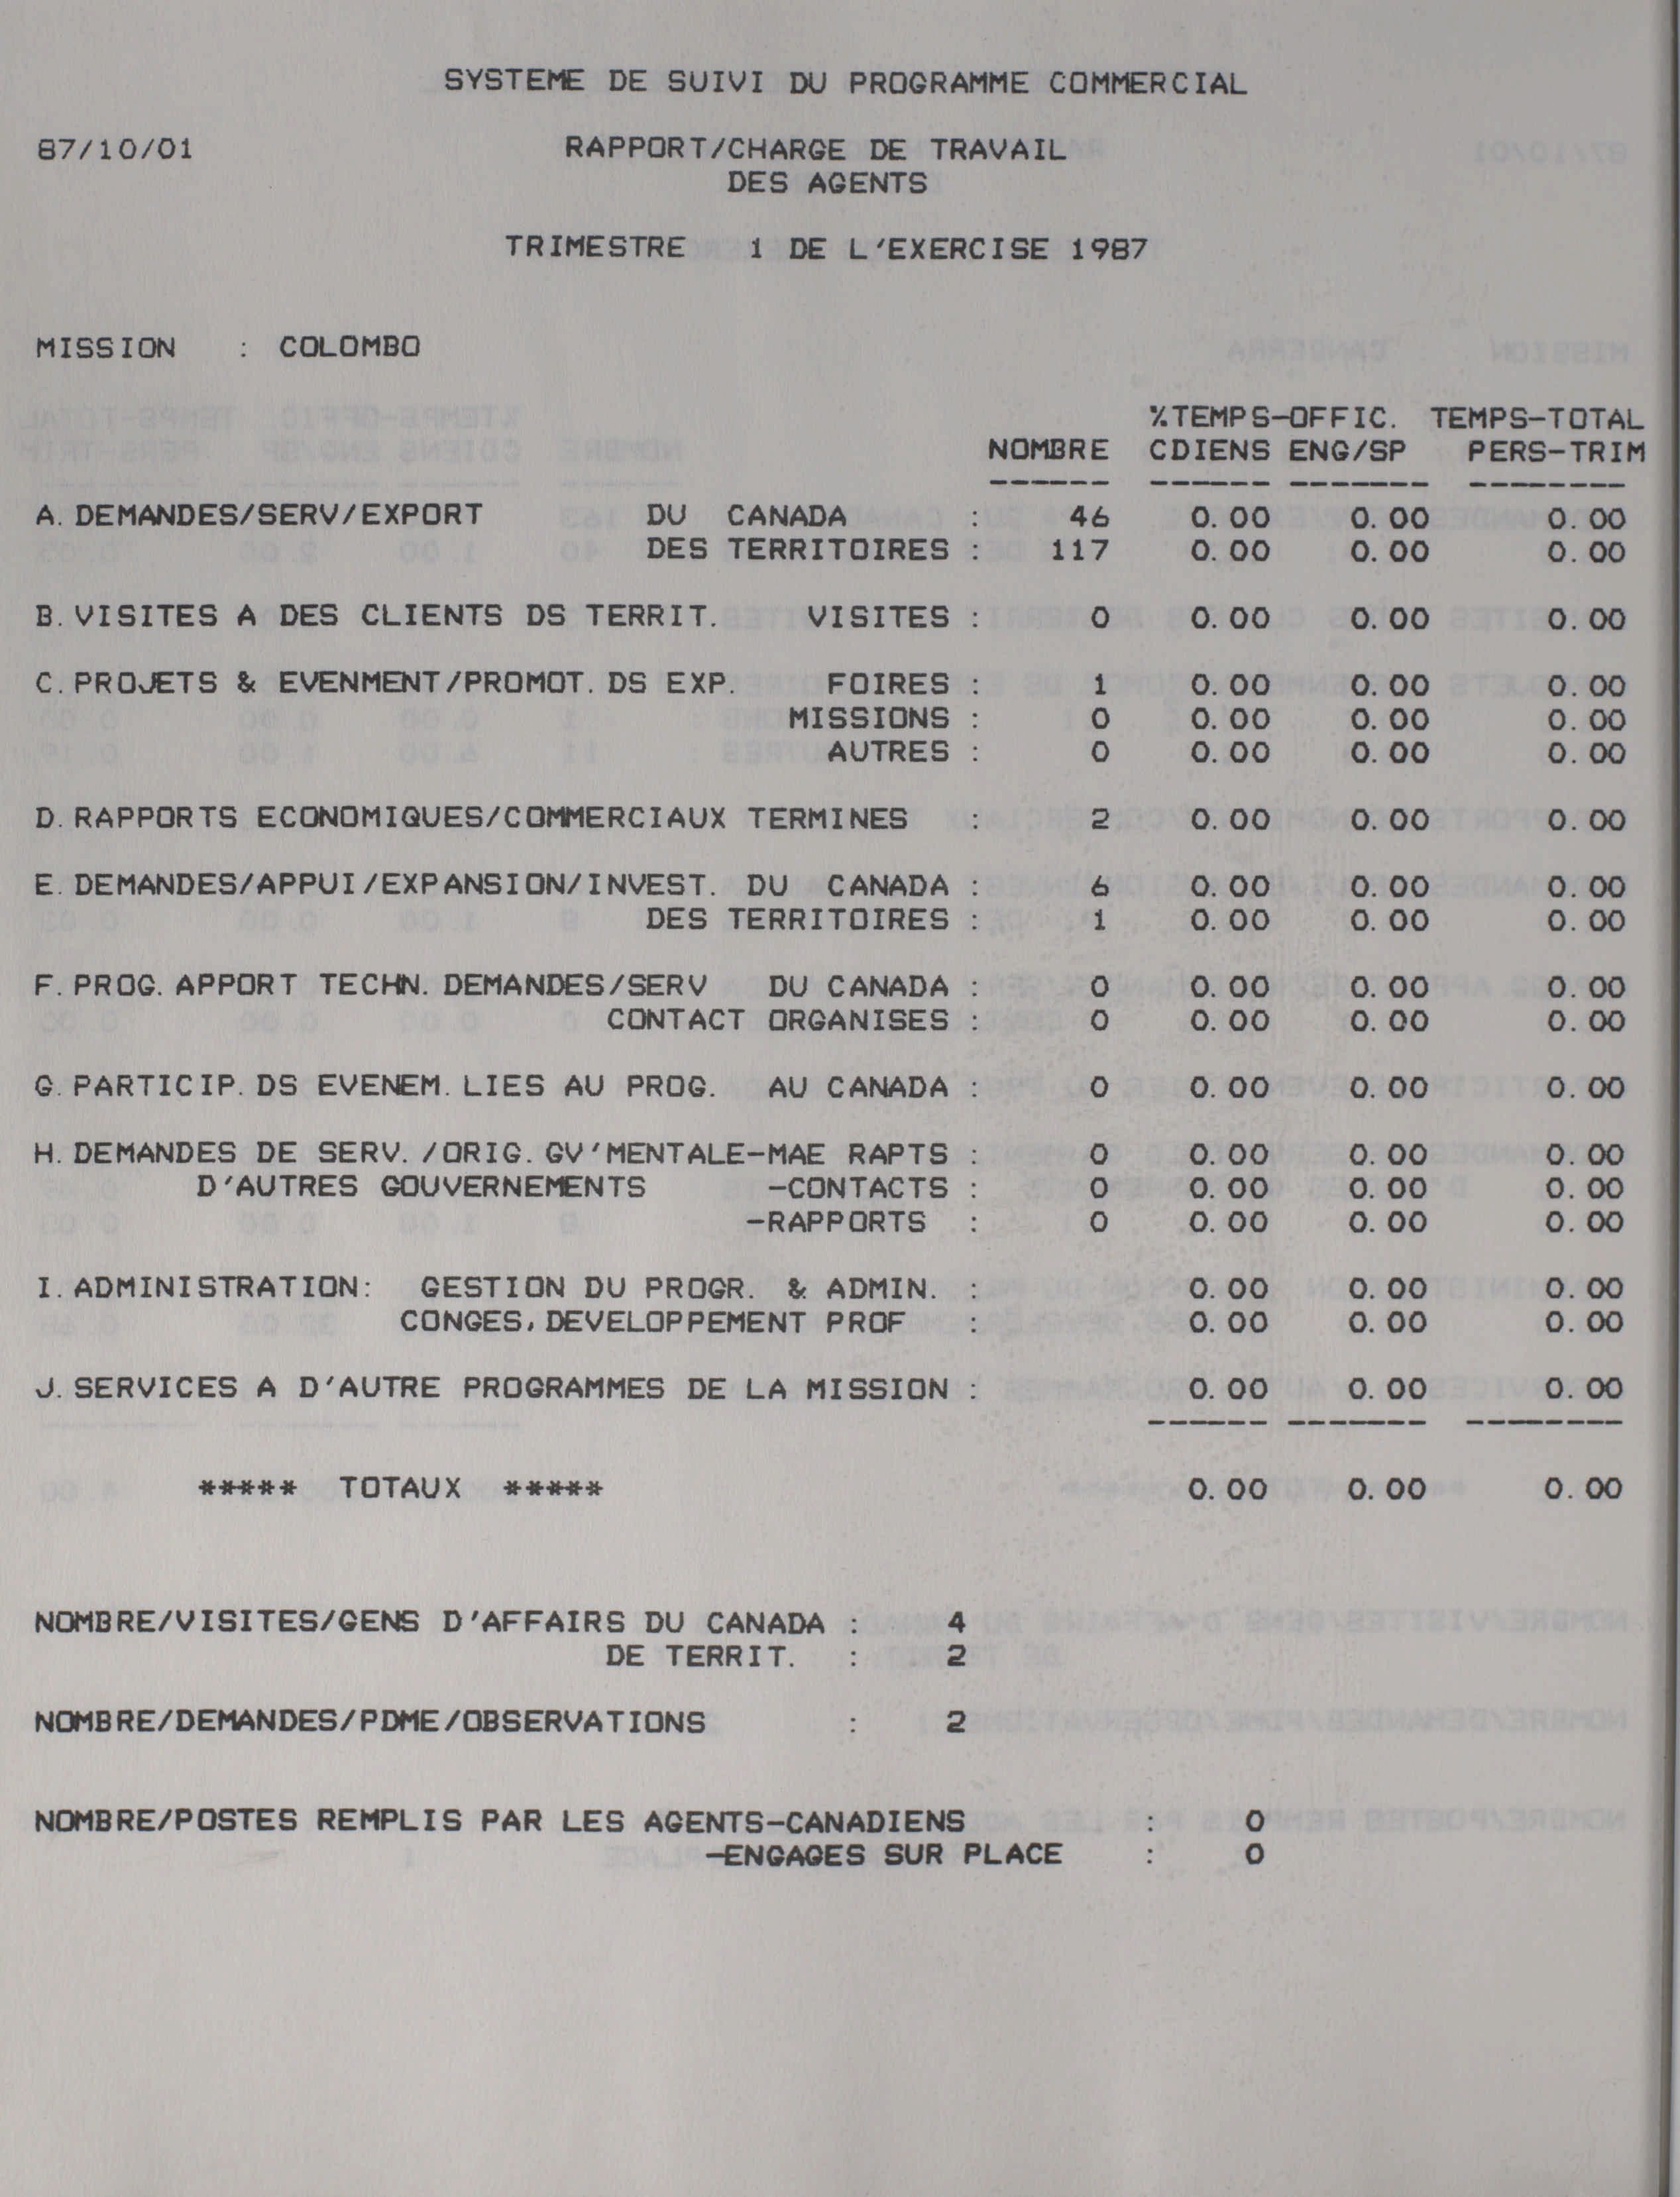 SYSTEME DE SUIVI DU PROGRAMME COMMERCIAL
87/10/01 RAPPORT/CHARGE DE TRAVAIL
DES AGENTS
TRIMESTRE 1 DE L'EXERCISE 1987
MISSION : COLOMBO
%TEMPS-OFFIC. TEMPS-TOTAL
NOMBRE CDIENS ENG/SP PERS-TRIM
------ ------ ------- --------
A. DEMANDES/SERV/EXPORT DU CANADA : 46 0.00 0.00 0.00
DES TERRITOIRES : 117 0.00 0.00 0.00
B. VISITES A DES CLIENTS DS TERRIT. VISITES : 0 0.00 0.00 0.00
C. PROJETS & EVENMENT/PROMOT. DS EXP. FOIRES : 1 0.00 0.00 0.00
MISSIONS : 0 0.00 0.00 0.00
AUTRES : 0 0.00 0.00 0.00
D. RAPPORTS ECONOMIQUES/COMMERCIAUX TERMINES : 2 0.00 0.00 0.00
E. DEMANDES/APPUI/EXPANSION/INVEST. DU CANADA : 6 0.00 0.00 0.00
DES TERRITOIRES : 1 0.00 0.00 0.00
F. PROG. APPORT TECHN. DEMANDES/SERV DU CANADA : 0 0.00 0.00 0.00
CONTACT ORGANISES : 0 0.00 0.00 0.00
G. PARTICIP. DS EVENEM. LIES AU PROG. AU CANADA : 0 0.00 0.00 0.00
H. DEMANDES DE SERV. /ORIG. GV'MENTALE-MAE RAPTS : 0 0.00 0.00 0.00
D'AUTRES GOUVERNEMENTS -CONTACTS : 0 0.00 0.00 0.00
-RAPPORTS : 0 0.00 0.00 0.00
I. ADMINISTRATION: GESTION DU PROGR. & ADMIN. : 0.00 0.00 0.00
CONGES, DEVELOPPEMENT PROF : 0.00 0.00 0.00
J. SERVICES A D'AUTRE PROGRAMMES DE LA MISSION : 0.00 0.00 0.00
------ ------- --------
***** TOTAUX ***** 0.00 0.00 0.00
NOMBRE/VISITES/GENS D'AFFAIRS DU CANADA : 4
DE TERRIT. : 2
NOMBRE/DEMANDES/PDME/OBSERVATIONS : 2
NOMBRE/POSTES REMPLIS PAR LES AGENTS-CANADIENS : 0
-ENGAGES SUR PLACE : 0